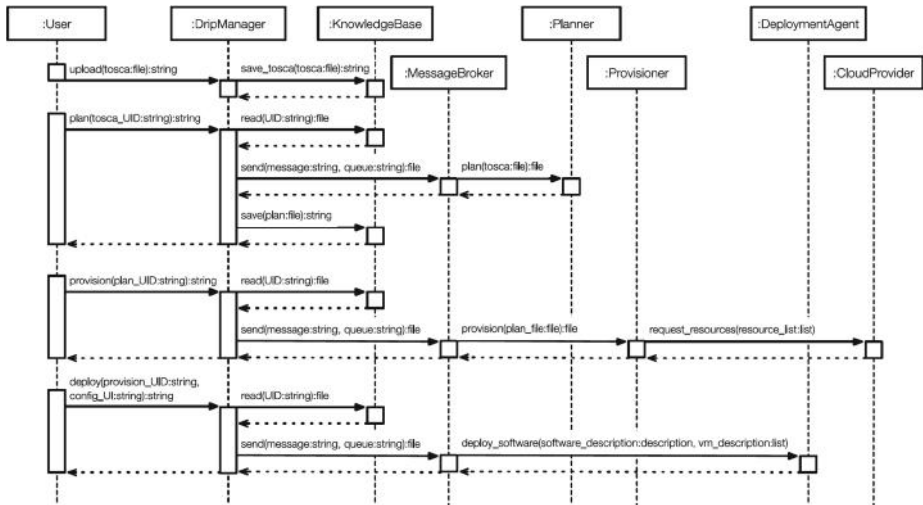 :User
:DripManager
:KnowledgeBase
:Planner
:DeploymentAgent
:MessageBroker
:Provisioner
:CloudProvider
upload(tosca:file):string
save_tosca(tosca:file):string
plan(tosca_UID:string):string
read(UID:string):file
send(message:string, queue:string):file
plan(tosca:file):file
save(plan:file):string
provision(plan_UID:string):string
read(UID:string):file
send(message:string, queue:string):file
provision(plan_file:file):file
request_resources(resource_list:list)
deploy(provision_UID:string,
config_UI:string):string
read(UID:string):file
send(message:string, queue:string):file
deploy_software(software_description:description, vm_description:list)